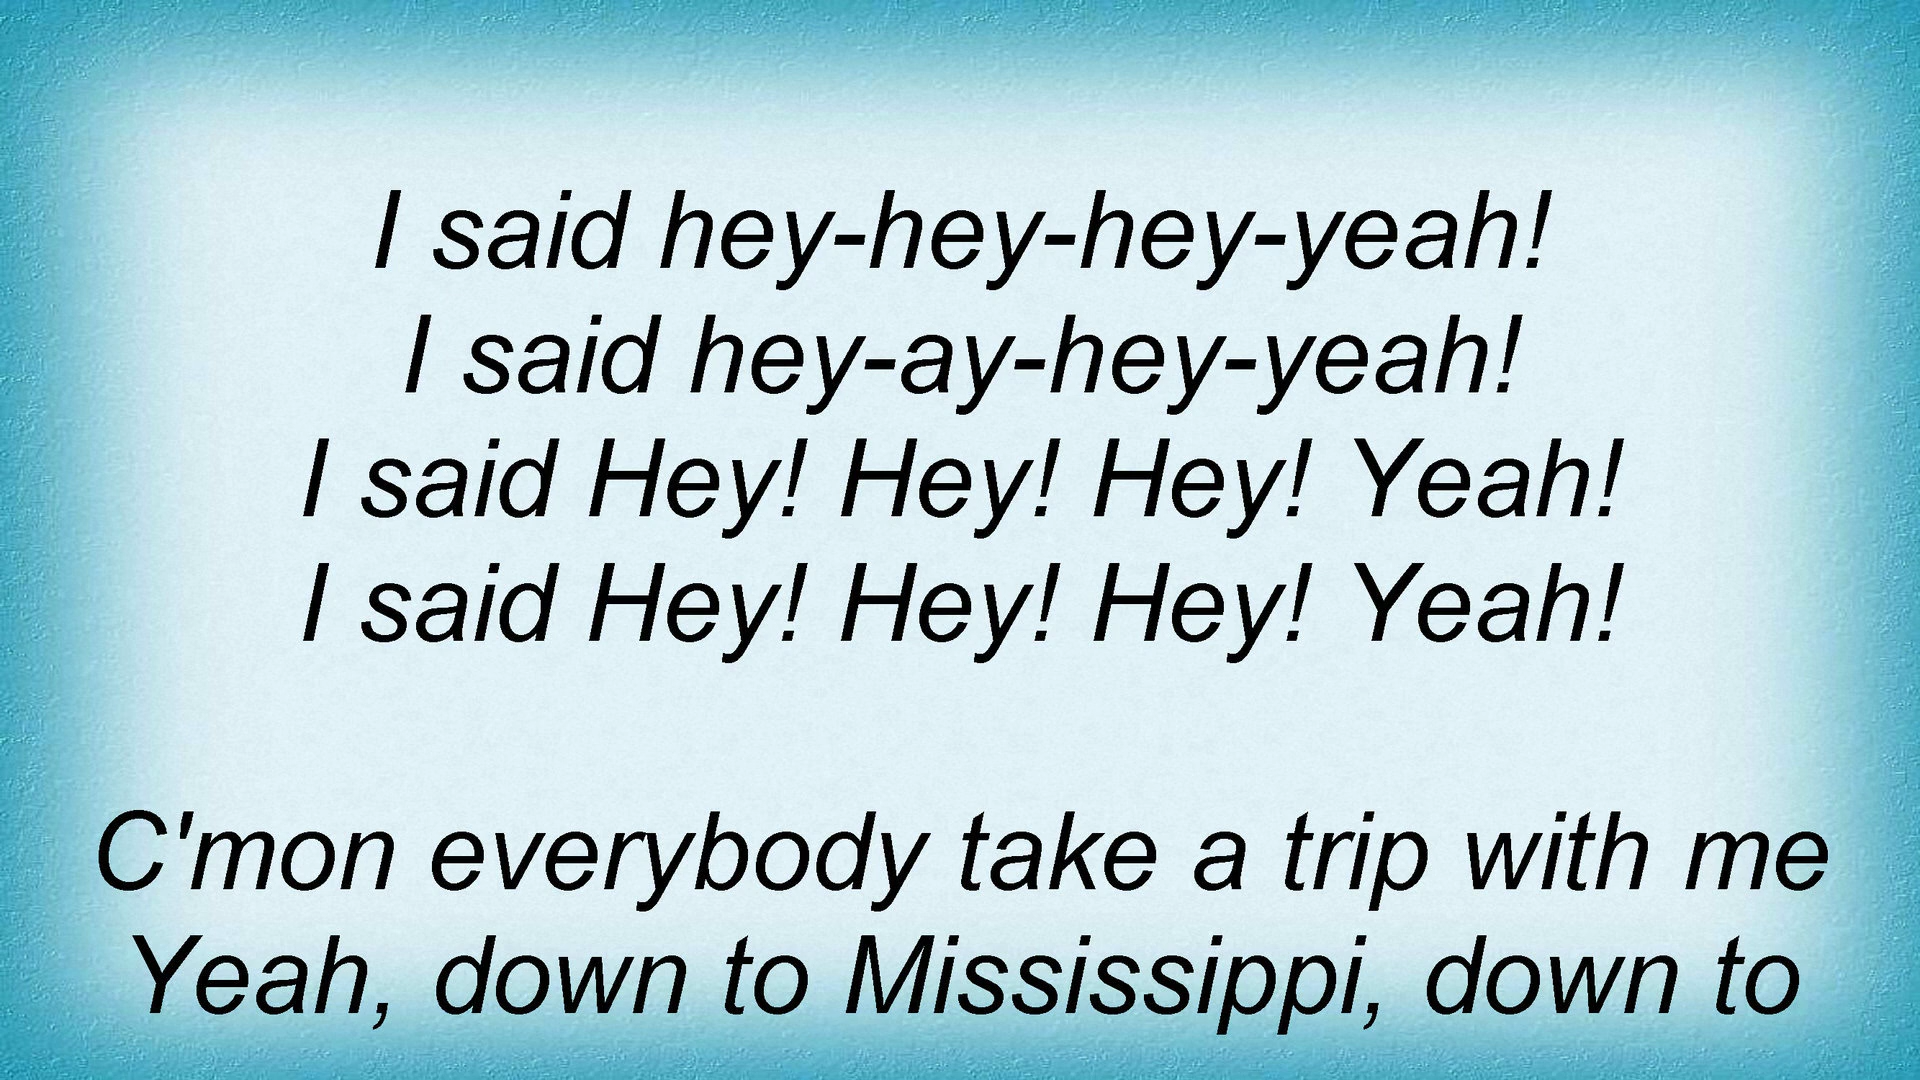 I said hey-hey-hey-yeah!
I said hey-ay-hey-yeah!
I said Hey! Hey! Hey! Yeah!
I said Hey! Hey! Hey! Yeah!
C'mon everybody take a trip with me
Yeah, down to Mississippi, down to